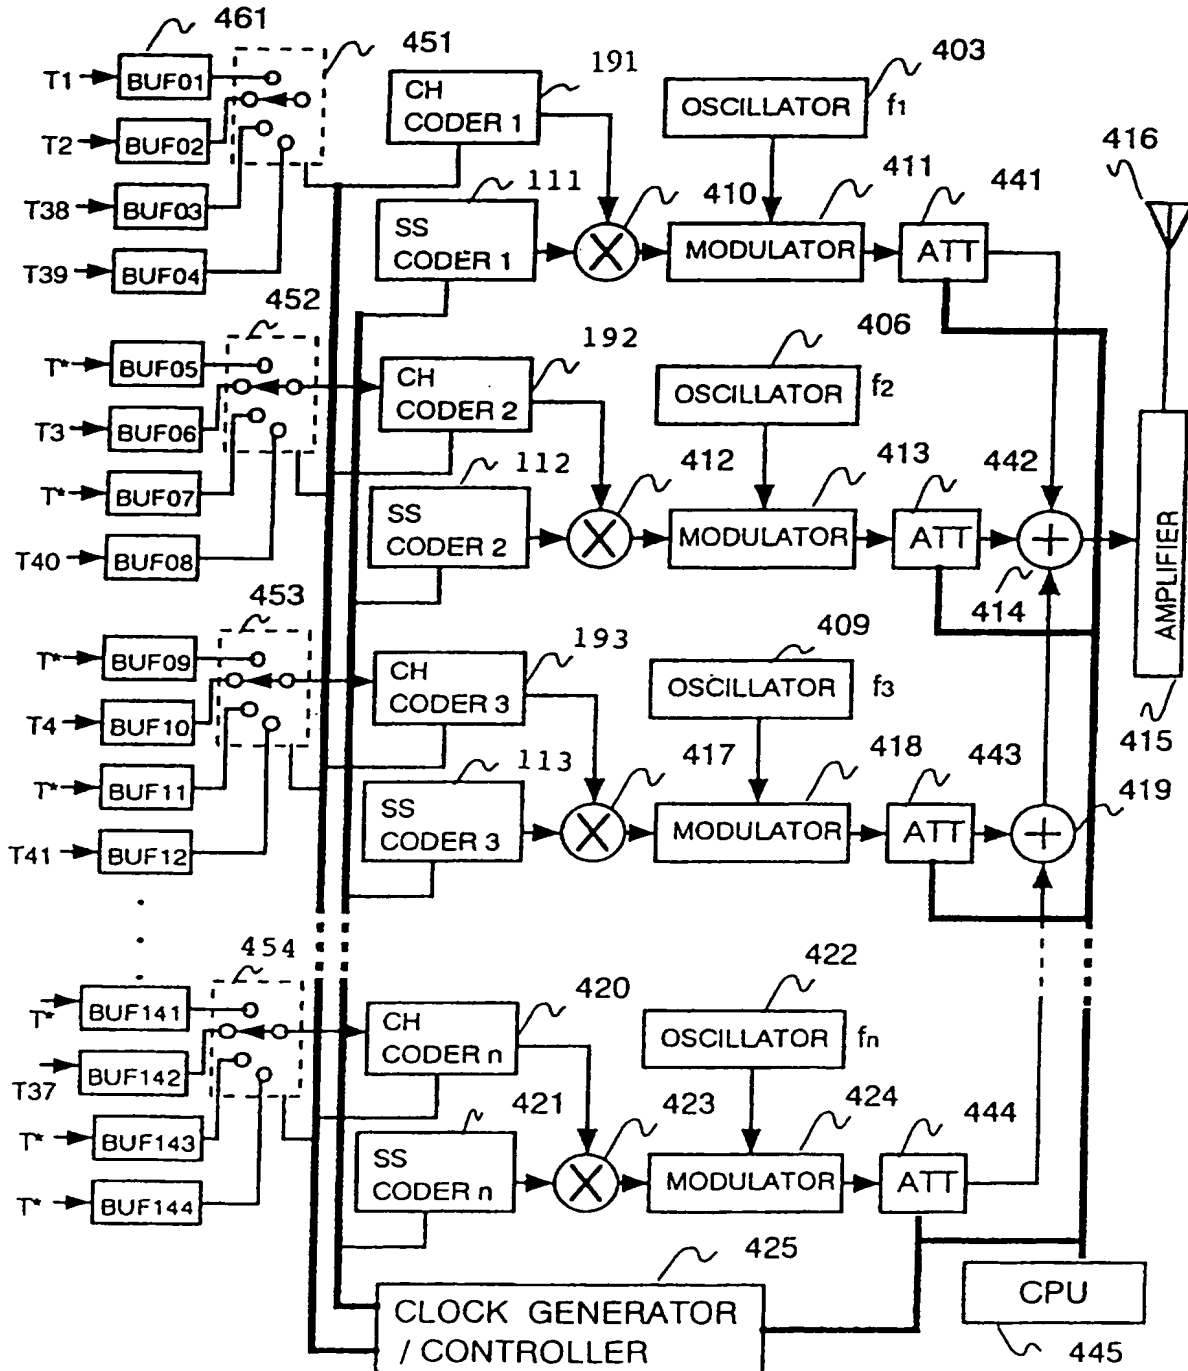 461
451
T1
BUF01
T2
BUF02
T38
BUF03
T39
BUF04
CH
CODER 1
191
OSCILLATOR f1
403
111
SS
CODER 1
410
MODULATOR
411
ATT
441
416
452
T*
BUF05
T3
BUF06
T*
BUF07
T40
BUF08
CH
CODER 2
192
OSCILLATOR f2
406
112
SS
CODER 2
412
MODULATOR
413
ATT
442
414
AMPLIFIER
415
453
T*
BUF09
T4
BUF10
T*
BUF11
T41
BUF12
CH
CODER 3
193
OSCILLATOR f3
409
113
SS
CODER 3
417
MODULATOR
418
ATT
443
419
454
T*
BUF141
T37
BUF142
T*
BUF143
T*
BUF144
CH
CODER n
420
OSCILLATOR fn
422
421
SS
CODER n
423
MODULATOR
424
ATT
444
425
CLOCK GENERATOR
/ CONTROLLER
CPU
445